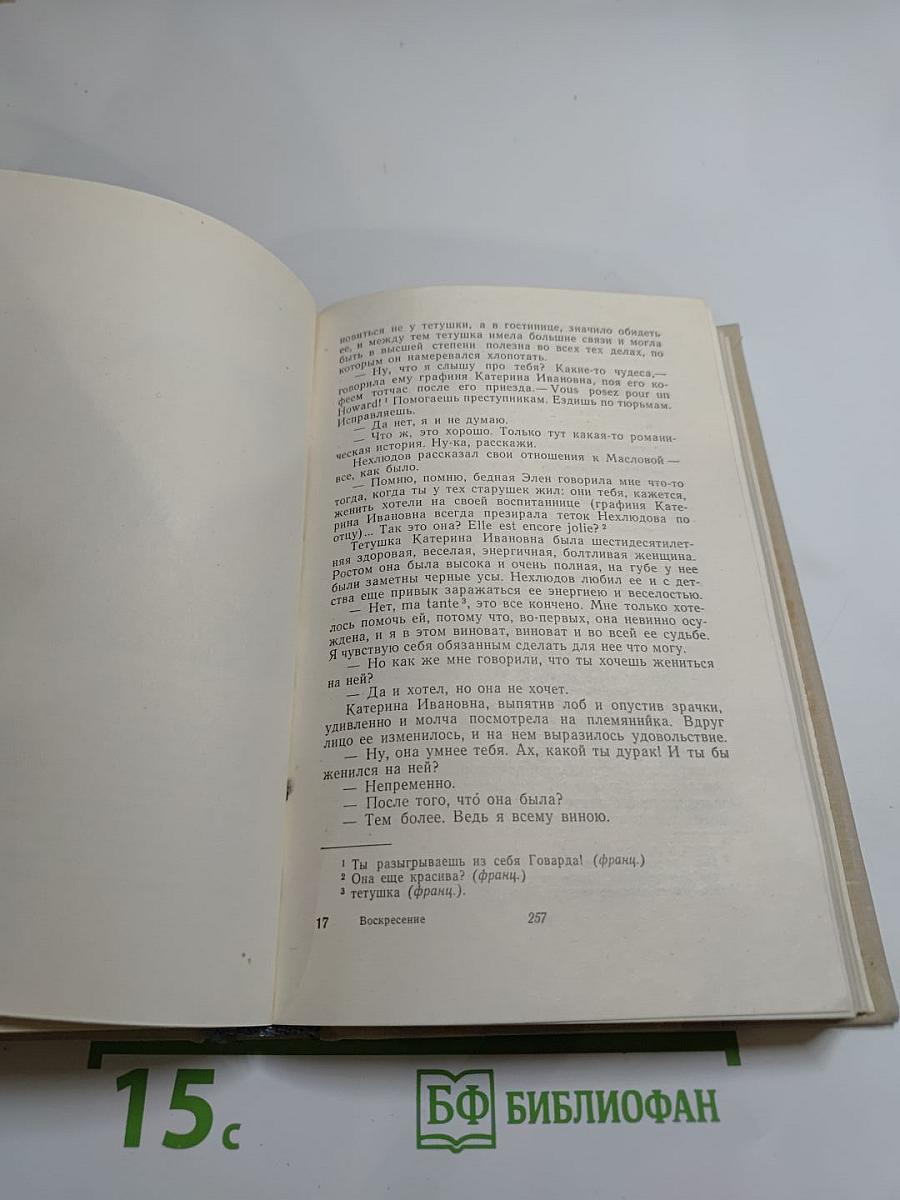 новиться не у тетушки, а в гостинице, значило обидеть
ее, и между тем тетушка имела большие связи и могла
быть в высшей степени полезна во всех тех делах, по
которым он намеревался хлопотать.
— Ну, что я слышу про тебя? Какие-то чудеса,—
говорила ему графиня Катерина Ивановна, поя его ко-
феем тотчас после его приезда.— Vous posez pour un
Howard! ¹ Помогаешь преступникам. Ездишь по тюрьмам.
Исправляешь.
— Да нет, я и не думаю.
— Что ж, это хорошо. Только тут какая-то романи-
ческая история. Ну-ка, расскажи.
Нехлюдов рассказал свои отношения к Масловой —
все, как было.
— Помню, помню, бедная Элен говорила мне что-то
тогда, когда ты у тех старушек жил: они тебя, кажется,
женить хотели на своей воспитаннице (графиня Кате-
рина Ивановна всегда презирала теток Нехлюдова по
отцу)... Так это она? Elle est encore jolie? ²
Тетушка Катерина Ивановна была шестидесятилет-
няя здоровая, веселая, энергичная, болтливая женщина.
Ростом она была высока и очень полная, на губе у нее
были заметны черные усы. Нехлюдов любил ее и с дет-
ства еще привык заражаться ее энергиею и веселостью.
— Нет, ma tante ³, это все кончено. Мне только хоте-
лось помочь ей, потому что, во-первых, она невинно осу-
ждена, и я в этом виноват, виноват и во всей ее судьбе.
Я чувствую себя обязанным сделать для нее что могу.
— Но как же мне говорили, что ты хочешь жениться
на ней?
— Да и хотел, но она не хочет.
Катерина Ивановна, выпятив лоб и опустив зрачки,
удивленно и молча посмотрела на племянника. Вдруг
лицо ее изменилось, и на нем выразилось удовольствие.
— Ну, она умнее тебя. Ах, какой ты дурак! И ты бы
женился на ней?
— Непременно.
— После того, что́ она была?
— Тем более. Ведь я всему виною.
¹ Ты разыгрываешь из себя Говарда! (франц.)
² Она еще красива? (франц.)
³ тетушка (франц.).
17 Воскресение 257
15 с БФ БИБЛИОФАН